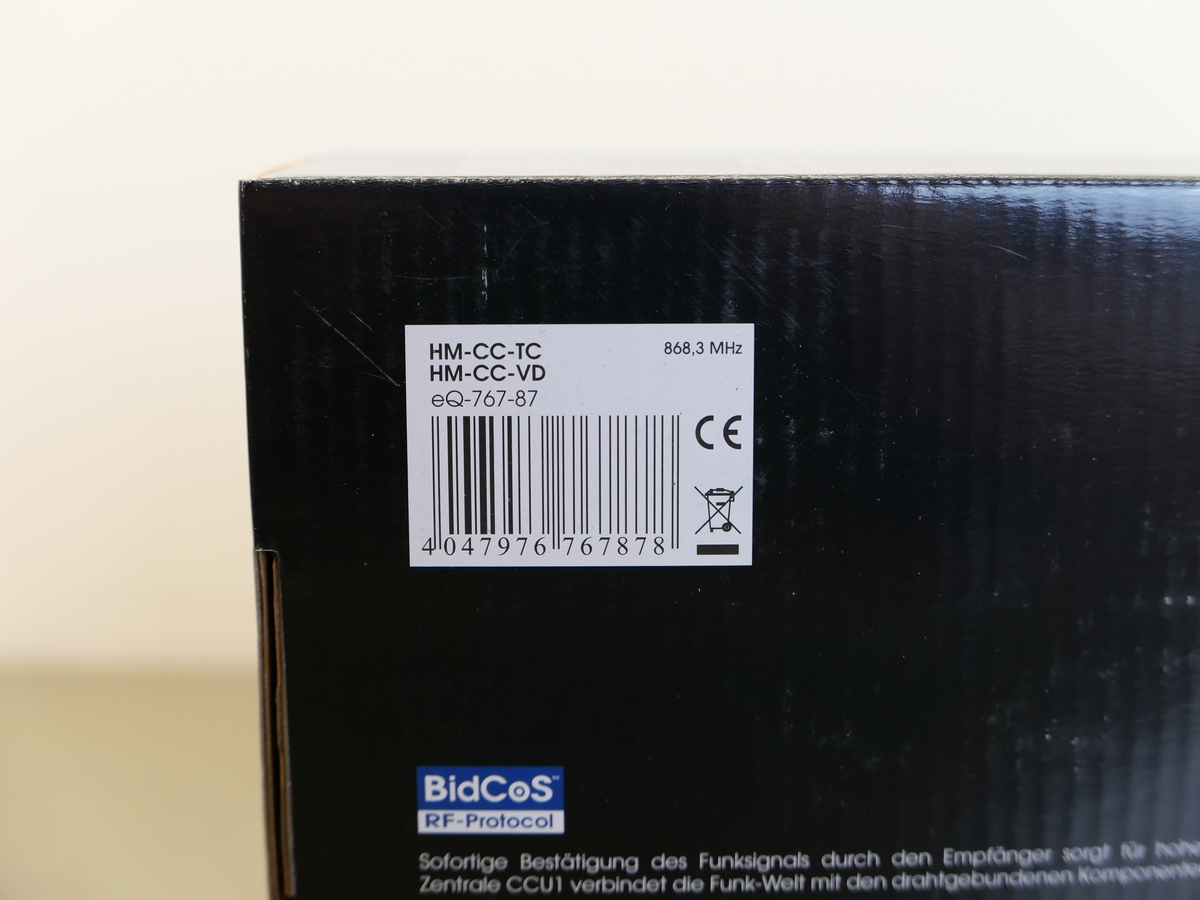 HM-CC-TC
868,3 MHz
HM-CC-VD
eQ-767-87
CE
4 047976 767878
BidCoS™
RF-Protocol
Sofortige Bestätigung des Funksignals durch den Empfänger sorgt für hohe
Zentrale CCU1 verbindet die Funk-Welt mit den drahtgebundenen